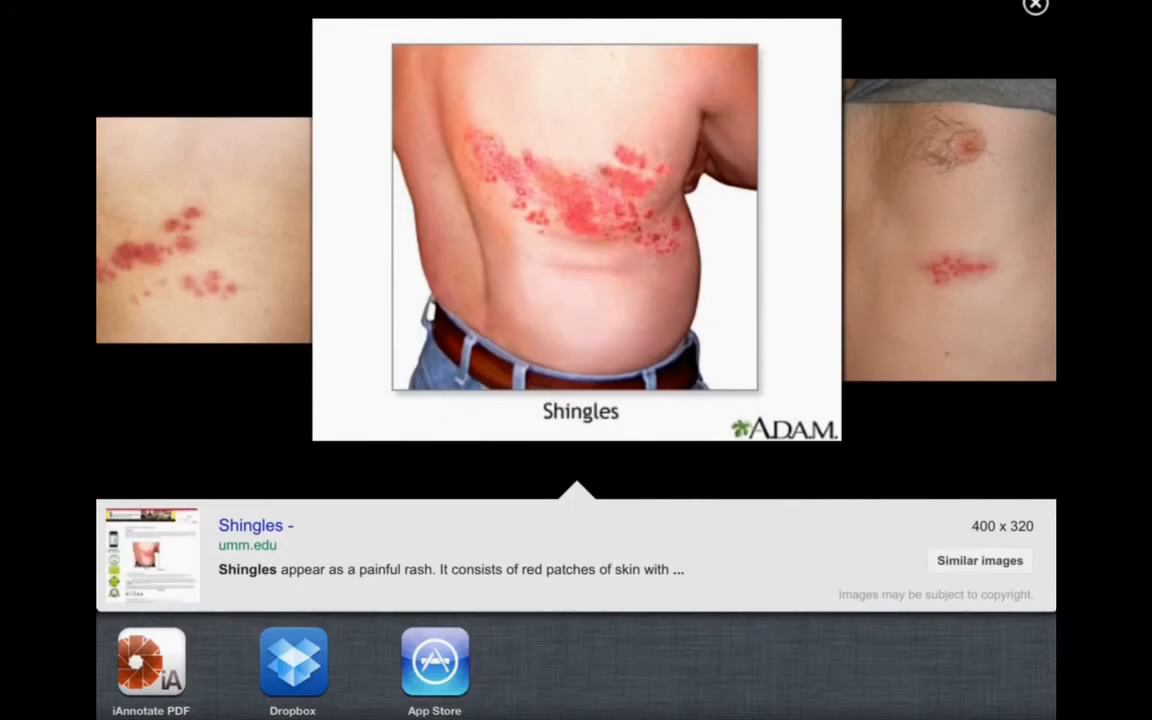 Shingles
ADAM.
Shingles -
umm.edu
Shingles appear as a painful rash. It consists of red patches of skin with ...
400 x 320
Similar images
Images may be subject to copyright.
iA
iAnnotate PDF
Dropbox
App Store